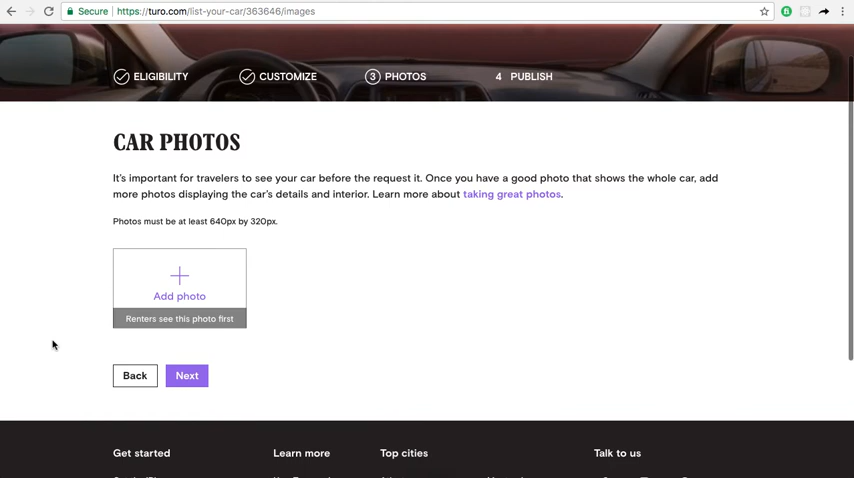 Secure https://turo.com/list-your-car/363646/images
ELIGIBILITY CUSTOMIZE 3 PHOTOS 4 PUBLISH
CAR PHOTOS
It's important for travelers to see your car before the request it. Once you have a good photo that shows the whole car, add
more photos displaying the car's details and interior. Learn more about taking great photos.
Photos must be at least 640px by 320px.
Add photo
Renters see this photo first
Back Next
Get started Learn more Top cities Talk to us